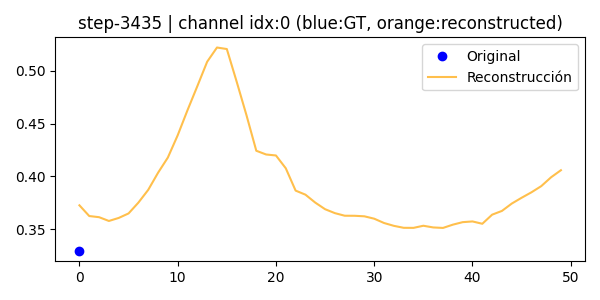 step-3435 | channel idx:0 (blue:GT, orange:reconstructed)
Original
Reconstrucción
0.50
0.45
0.40
0.35
0 10 20 30 40 50